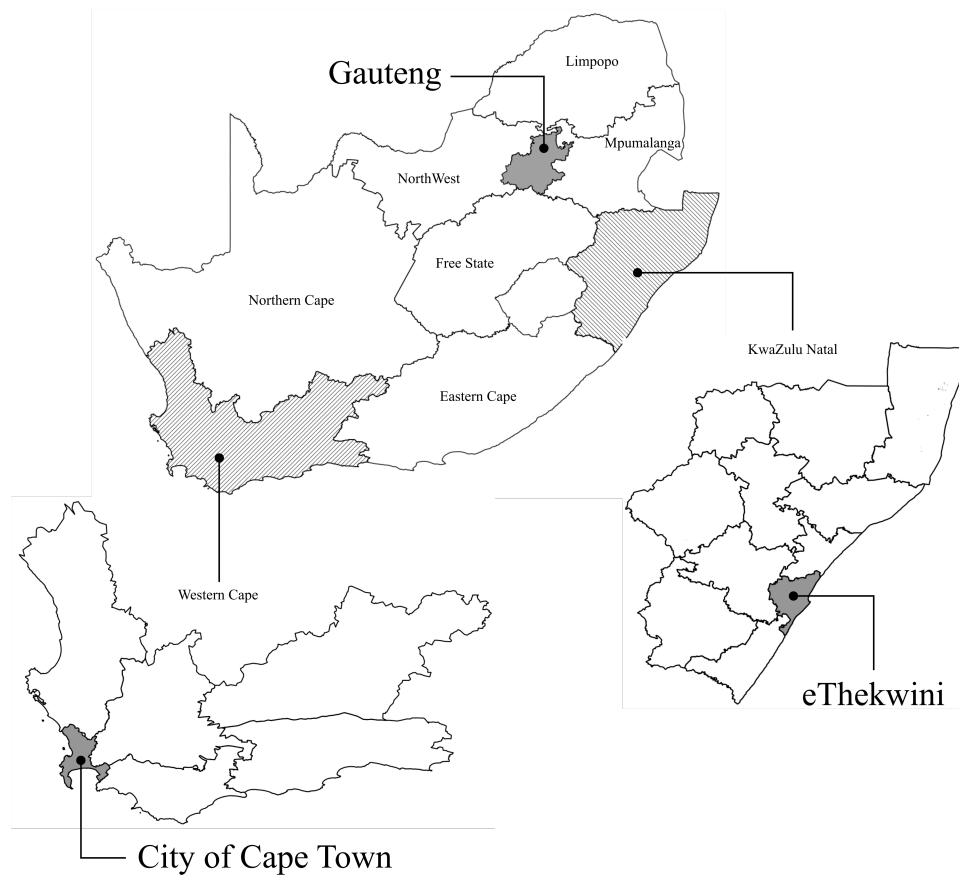 Limpopo
Gauteng
Mpumalanga
NorthWest
Free State
Northern Cape
KwaZulu Natal
Eastern Cape
Western Cape
eThekwini
City of Cape Town